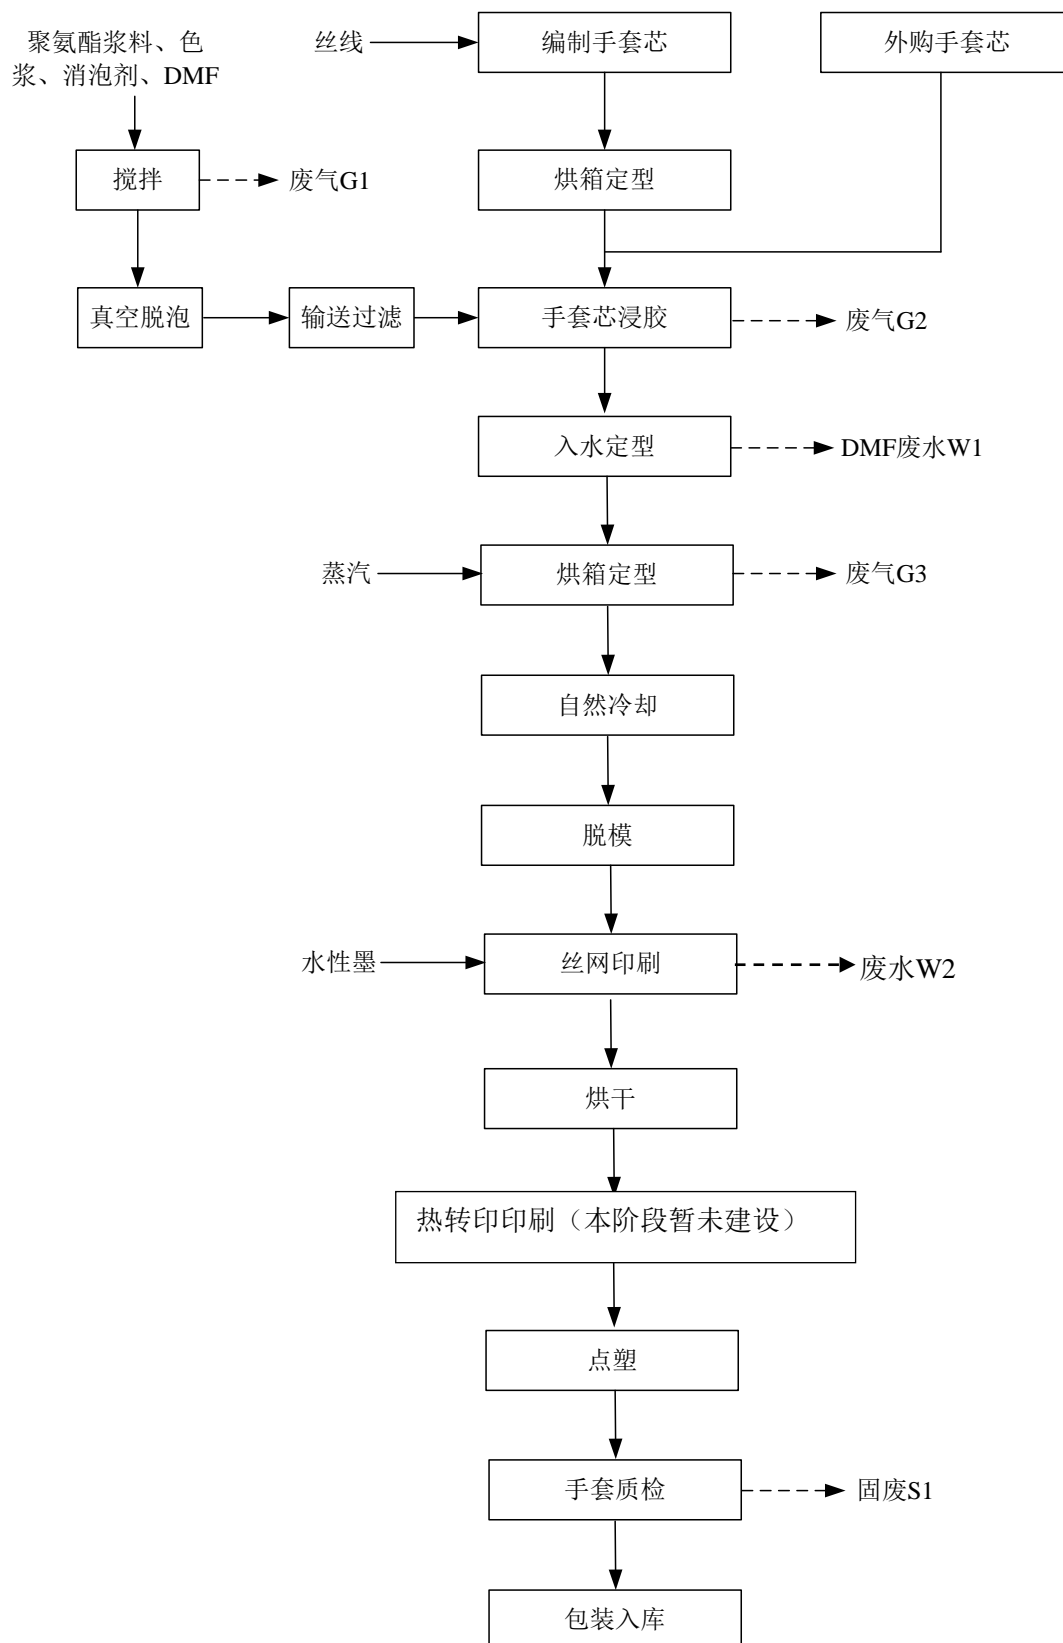 聚氨酯浆料、色
浆、消泡剂、DMF
丝线
编制手套芯
外购手套芯
搅拌
废气G1
烘箱定型
真空脱泡
输送过滤
手套芯浸胶
废气G2
入水定型
DMF废水W1
蒸汽
烘箱定型
废气G3
自然冷却
脱模
水性墨
丝网印刷
废水W2
烘干
热转印印刷（本阶段暂未建设）
点塑
手套质检
固废S1
包装入库